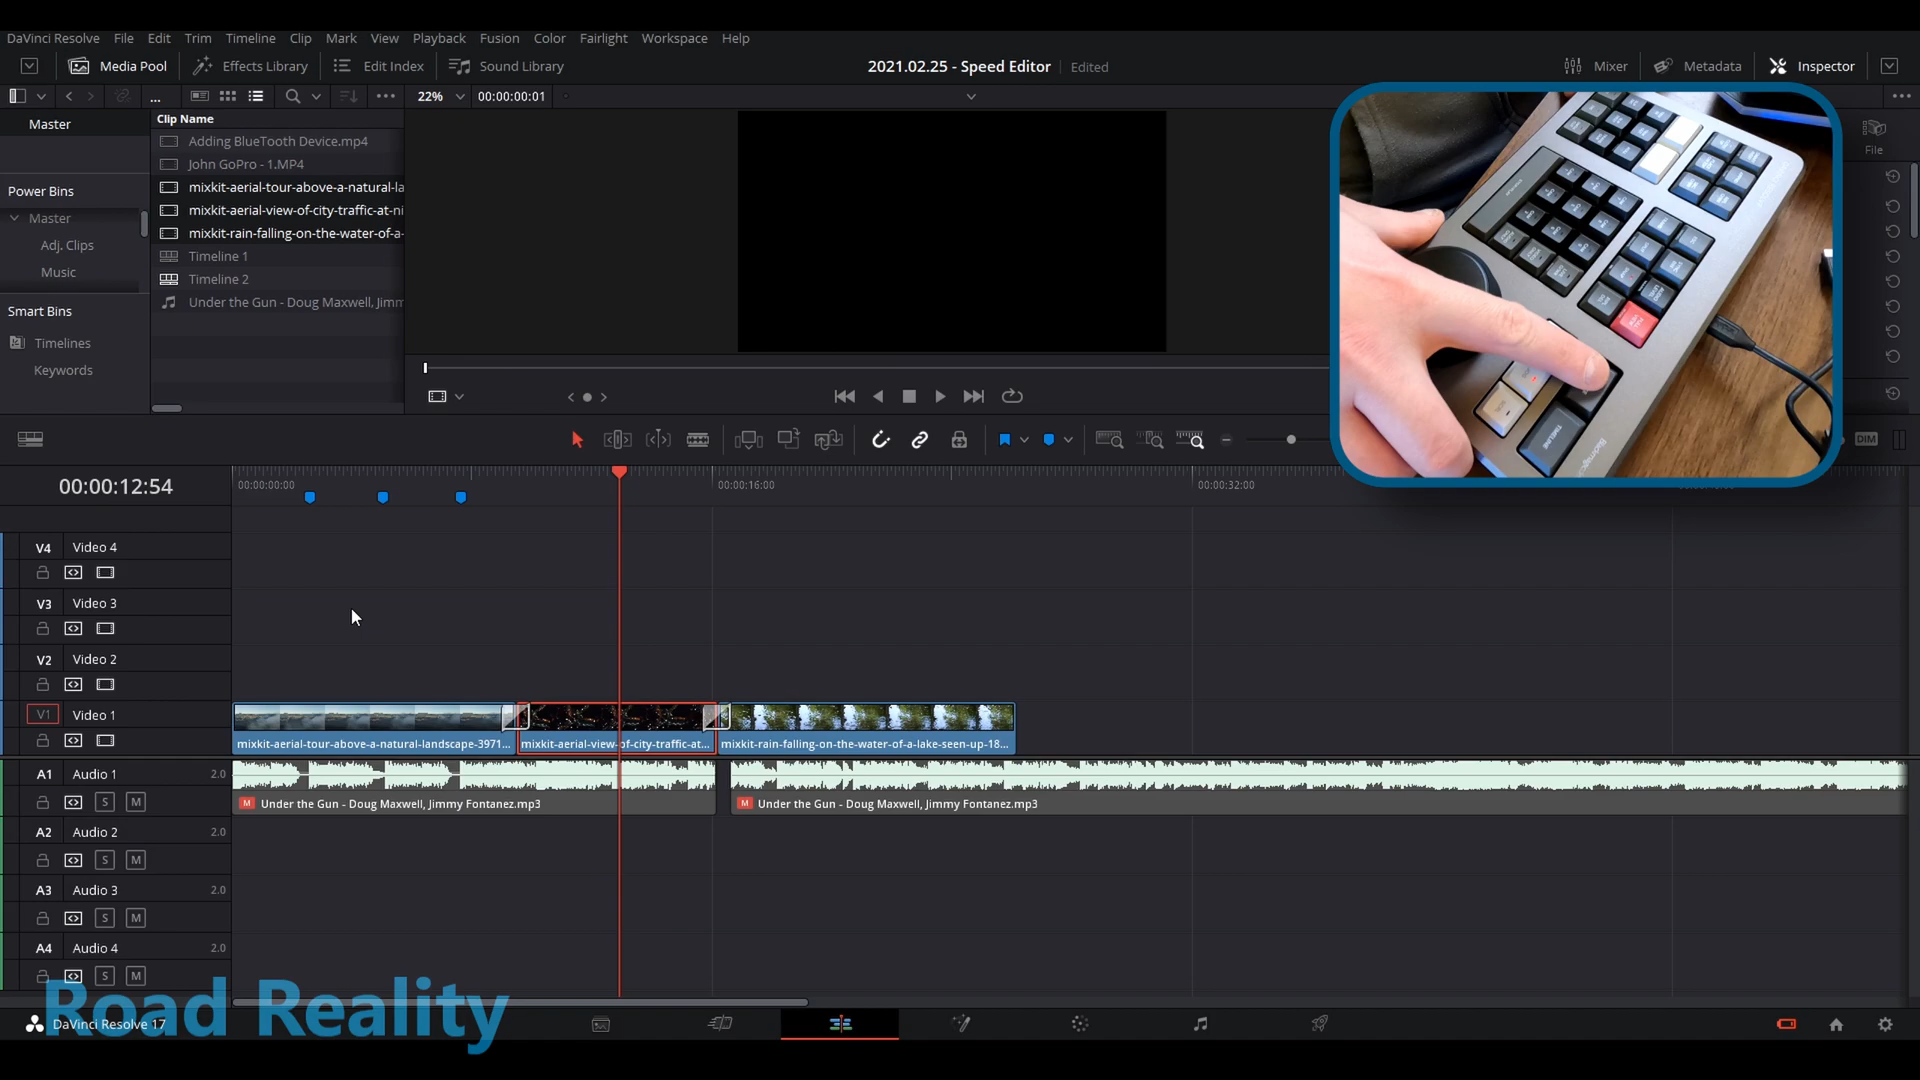 DaVinci Resolve File Edit Trim Timeline Clip Mark View Playback Fusion Color Fairlight Workspace Help
Media Pool Effects Library Edit Index Sound Library 2021.02.25 - Speed Editor Edited Mixer Metadata Inspector
... 22% 00:00:00:01
Master
Clip Name
Adding BlueTooth Device.mp4
John GoPro - 1.MP4
File
mixkit-aerial-tour-above-a-natural-la
Power Bins
mixkit-aerial-view-of-city-traffic-at-ni
Master
mixkit-rain-falling-on-the-water-of-a-
Adj. Clips
Timeline 1
Music
Timeline 2
Smart Bins
Under the Gun - Doug Maxwell, Jimm
Timelines
Keywords
TIMELINE
DIM
00:00:12:54
00:00:00:00
00:00:16:00
00:00:32:00
V4 Video 4
V3 Video 3
V2 Video 2
V1 Video 1
mixkit-aerial-tour-above-a-natural-landscape-3971... mixkit-aerial-view-of-city-traffic-at... mixkit-rain-falling-on-the-water-of-a-lake-seen-up-18...
A1 Audio 1 2.0
S M
M Under the Gun - Doug Maxwell, Jimmy Fontanez.mp3 M Under the Gun - Doug Maxwell, Jimmy Fontanez.mp3
A2 Audio 2 2.0
S M
A3 Audio 3 2.0
S M
A4 Audio 4 2.0
S M
Road Reality
DaVinci Resolve 17